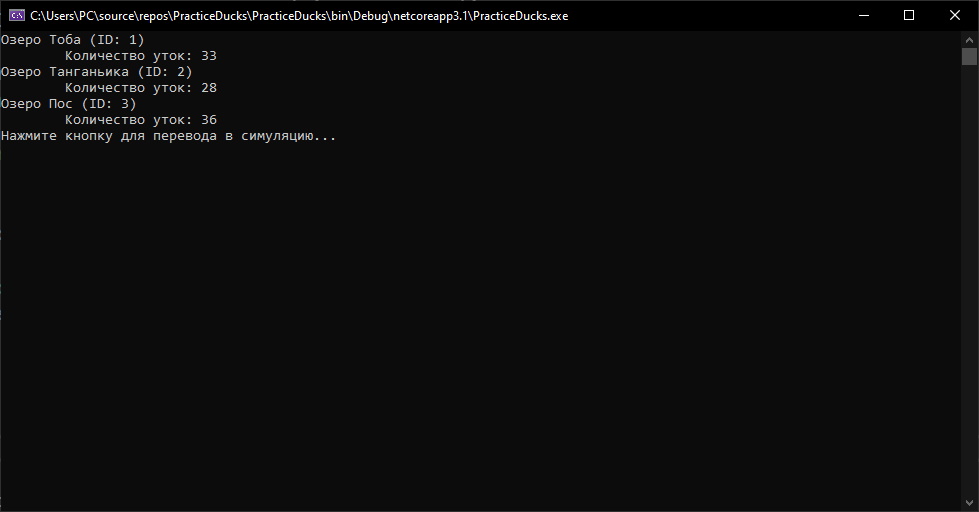 C:\Users\PC\source\repos\PracticeDucks\PracticeDucks\bin\Debug\netcoreapp3.1\PracticeDucks.exe
Озеро Тоба (ID: 1)
Количество уток: 33
Озеро Танганьика (ID: 2)
Количество уток: 28
Озеро Пос (ID: 3)
Количество уток: 36
Нажмите кнопку для перевода в симуляцию...